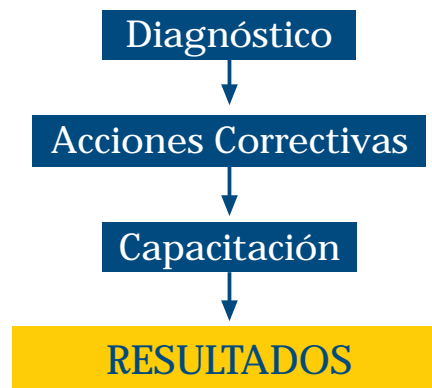 Diagnóstico
Acciones Correctivas
Capacitación
RESULTADOS